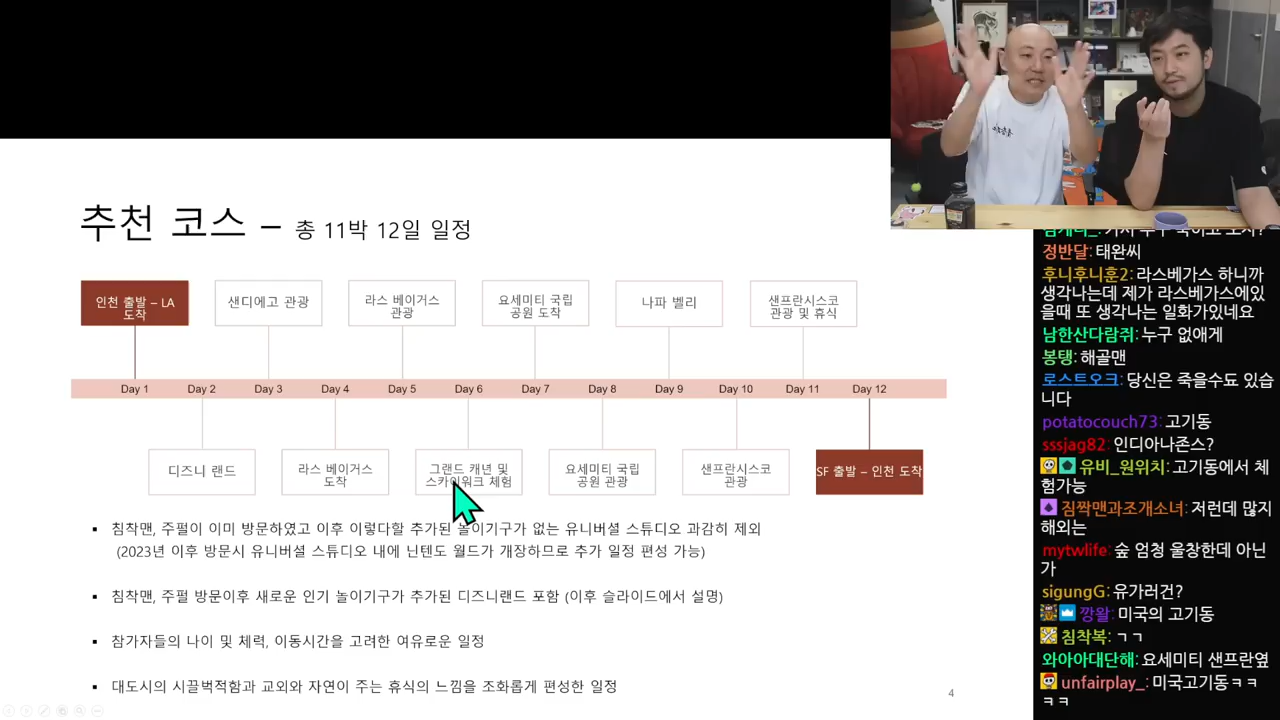 추천 코스 – 총 11박 12일 일정
인천 출발 – LA
도착
샌디에고 관광
라스 베이거스
관광
요세미티 국립
공원 도착
나파 벨리
샌프란시스코
관광 및 휴식
Day 1 Day 2 Day 3 Day 4 Day 5 Day 6 Day 7 Day 8 Day 9 Day 10 Day 11 Day 12
디즈니 랜드
라스 베이거스
도착
그랜드 캐년 및
스카이워크 체험
요세미티 국립
공원 관광
샌프란시스코
관광
SF 출발 – 인천 도착
▪ 침착맨, 주펄이 이미 방문하였고 이후 이렇다할 추가된 놀이기구가 없는 유니버셜 스튜디오 과감히 제외
(2023년 이후 방문시 유니버셜 스튜디오 내에 닌텐도 월드가 개장하므로 추가 일정 편성 가능)
▪ 침착맨, 주펄 방문이후 새로운 인기 놀이기구가 추가된 디즈니랜드 포함 (이후 슬라이드에서 설명)
▪ 참가자들의 나이 및 체력, 이동시간을 고려한 여유로운 일정
▪ 대도시의 시끌벅적함과 교외와 자연이 주는 휴식의 느낌을 조화롭게 편성한 일정
4
정반달: 태완씨
후니후니훈2: 라스베가스 하니까
생각나는데 제가 라스베가스에있
을때 또 생각나는 일화가있네요
남한산다람쥐: 누구 없애게
봉탱: 해골맨
로스트오크: 당신은 죽을수됴 있습
니다
potatocouch73: 고기동
sssjag82: 인디아나존스?
유비_원위치: 고기동에서 체
험가능
짐짝맨과조개소녀: 저런데 많지
해외는
mytwlife: 숲 엄청 울창한데 아닌
가
sigungG: 유가러건?
깡왈: 미국의 고기동
침착복: ㄱㄱ
와아아대단해: 요세미티 샌프란옆
unfairplay_: 미국고기동ㅋㅋ
ㅋㅋ